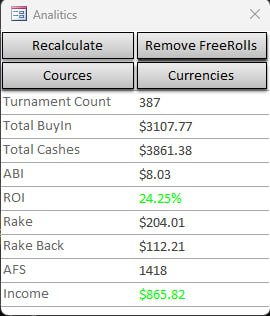 Analitics
Recalculate Remove FreeRolls
Cources Currencies
Turnament Count 387
Total BuyIn $3107.77
Total Cashes $3861.38
ABI $8.03
ROI 24.25%
Rake $204.01
Rake Back $112.21
AFS 1418
Income $865.82